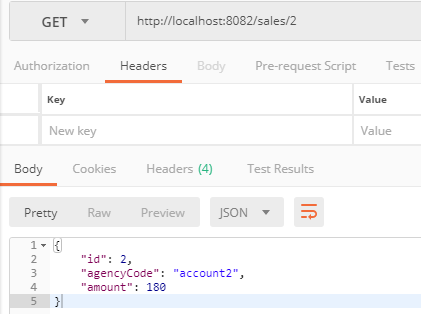 GET http://localhost:8082/sales/2
Authorization Headers Body Pre-request Script Tests
Key Value
New key Value
Body Cookies Headers (4) Test Results
Pretty Raw Preview JSON
1 {
2 "id": 2,
3 "agencyCode": "account2",
4 "amount": 180
5 }